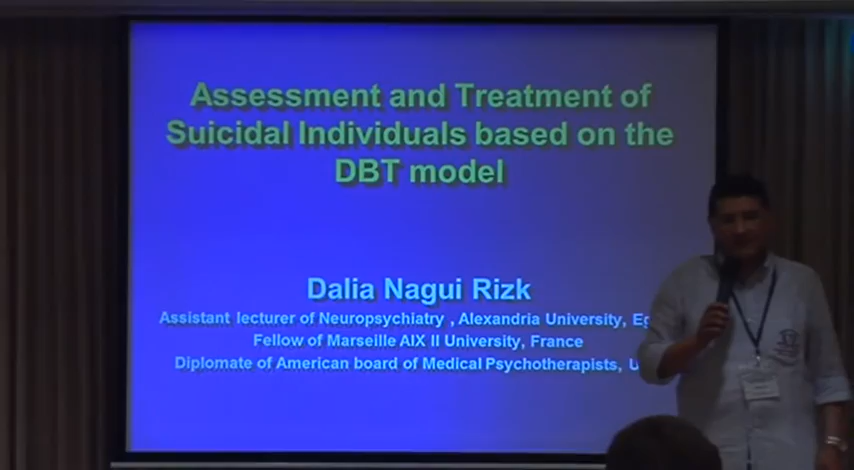 Assessment and Treatment of
Suicidal Individuals based on the
DBT model
Dalia Nagui Rizk
Assistant lecturer of Neuropsychiatry , Alexandria University,
Fellow of Marseille AIX II University, France
Diplomate of American board of Medical Psychotherapists,